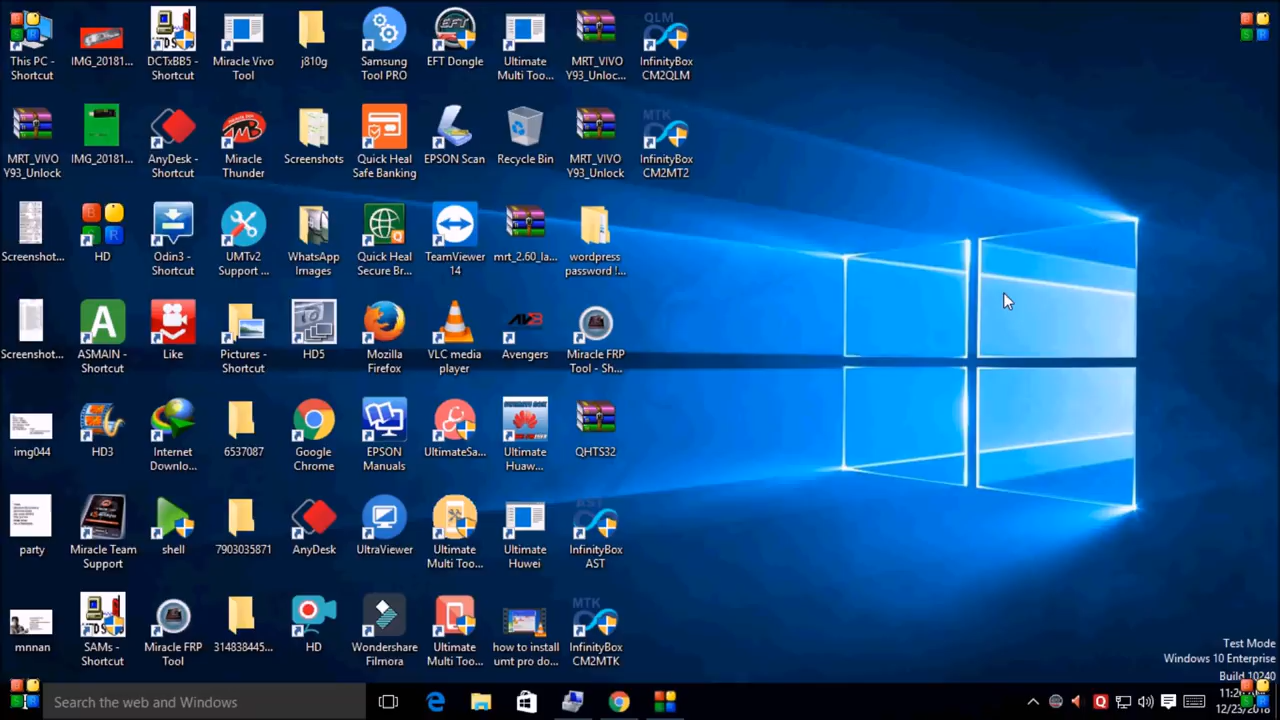 This PC -
Shortcut
IMG_20181...
DCTxBB5 -
Shortcut
Miracle Vivo
Tool
j810g
Samsung
Tool PRO
EFT Dongle
Ultimate
Multi Too...
MRT_VIVO
Y93_Unloc...
QLM
InfinityBox
CM2QLM
MRT_VIVO
Y93_Unlock
IMG_20181...
AnyDesk -
Shortcut
Miracle
Thunder
Screenshots
Quick Heal
Safe Banking
EPSON Scan
Recycle Bin
MRT_VIVO
Y93_Unlock
MTK
InfinityBox
CM2MT2
Screenshot...
HD
Odin3 -
Shortcut
UMTv2
Support ...
WhatsApp
Images
Quick Heal
Secure Br...
TeamViewer
14
mrt_2.60_la...
wordpress
password !...
Screenshot...
ASMAIN -
Shortcut
Like
Pictures -
Shortcut
HD5
Mozilla
Firefox
VLC media
player
Avengers
Miracle FRP
Tool - Sh...
img044
HD3
Internet
Downlo...
6537087
Google
Chrome
EPSON
Manuals
UltimateSa...
Ultimate
Huaw...
QHTS32
party
Miracle Team
Support
shell
7903035871
AnyDesk
UltraViewer
Ultimate
Multi Too...
Ultimate
Huwei
InfinityBox
AST
mnnan
SAMs -
Shortcut
Miracle FRP
Tool
314838445...
HD
Wondershare
Filmora
Ultimate
Multi Too...
how to install
umt pro do...
MTK
InfinityBox
CM2MTK
Test Mode
Windows 10 Enterprise
Build 10240
Search the web and Windows